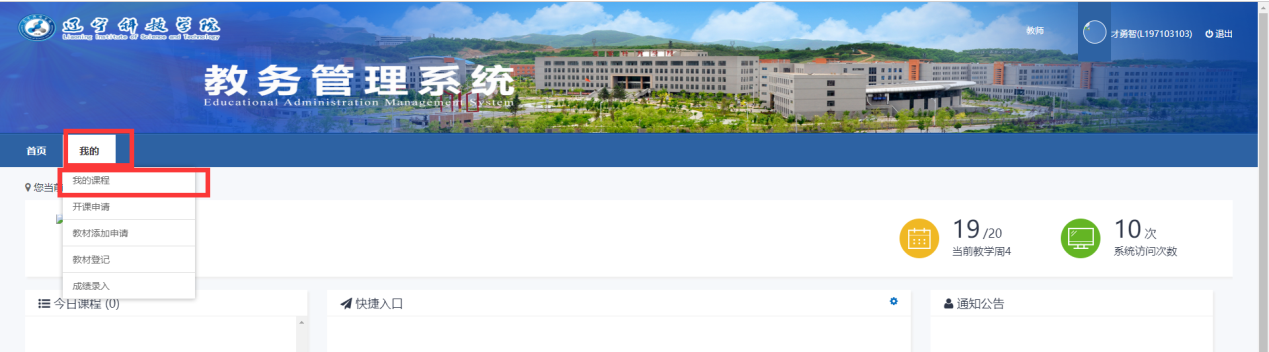 辽宁科技学院
Liaoning Institute of Science and Technology
教师
才勇智(L197103103)
退出
教务管理系统
Educational Administration Management System
首页
我的
我的课程
您当前
开课申请
教材添加申请
教材登记
成绩录入
19/20
当前教学周4
10次
系统访问次数
今日课程 (0)
快捷入口
通知公告